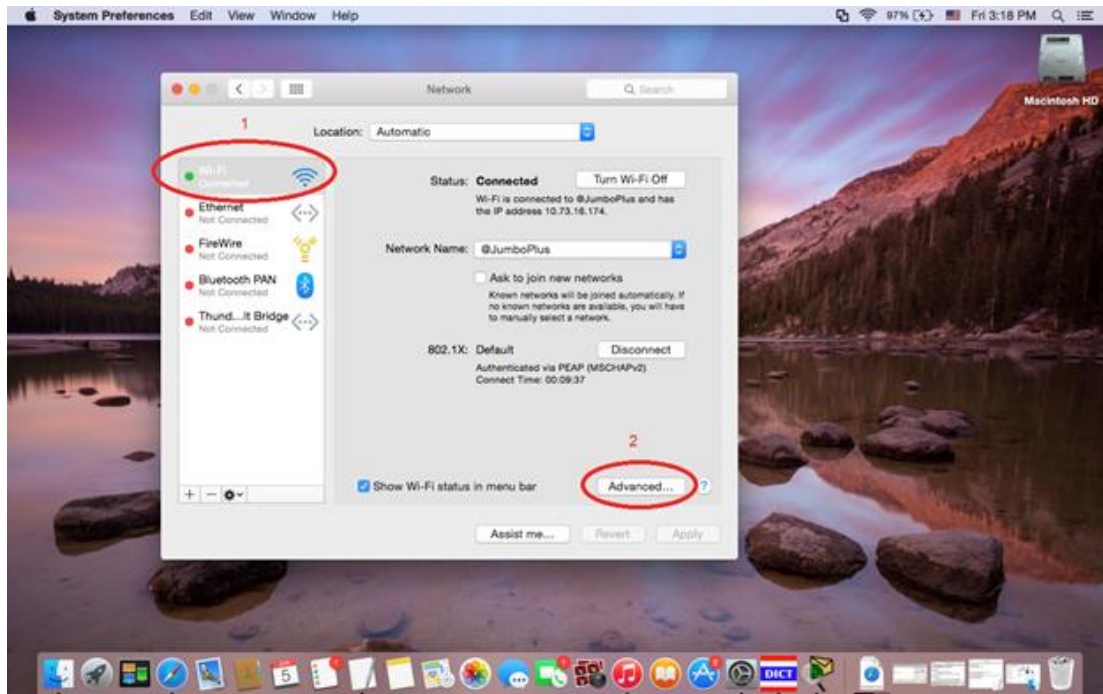 System Preferences Edit View Window Help 97% Fri 3:18 PM
Macintosh HD
Network
Search
1
Location: Automatic
Wi-Fi
Connected
Ethernet
Not Connected
FireWire
Not Connected
Bluetooth PAN
Not Connected
Thund...lt Bridge
Not Connected
Status: Connected Turn Wi-Fi Off
Wi-Fi is connected to @JumboPlus and has
the IP address 10.73.16.174.
Network Name: @JumboPlus
Ask to join new networks
Known networks will be joined automatically. If
no known networks are available, you will have
to manually select a network.
802.1X: Default Disconnect
Authenticated via PEAP (MSCHAPv2)
Connect Time: 00:09:37
2
+ −
Show Wi-Fi status in menu bar Advanced... ?
Assist me... Revert Apply
5
DICT